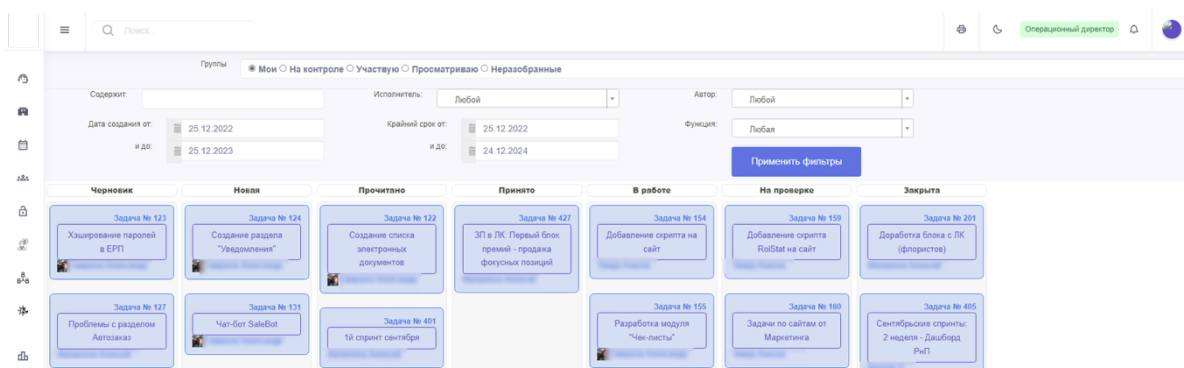 Поиск...
Операционный директор
Группы
Мои На контроле Участвую Просматриваю Неразобранные
Содержит:
Исполнитель:
Любой
Автор:
Любой
Дата создания от:
25.12.2022
Крайний срок от:
25.12.2022
Функция:
Любая
и до:
25.12.2023
и до:
24.12.2024
Применить фильтры
Черновик
Новая
Прочитано
Принято
В работе
На проверке
Закрыта
Задача № 123
Хэширование паролей
в ЕРП
Задача № 124
Создание раздела
"Уведомления"
Задача № 122
Создание списка
электронных
документов
Задача № 427
ЗП в ЛК: Первый блок
премий - продажа
фокусных позиций
Задача № 154
Добавление скрипта на
сайт
Задача № 159
Добавление скрипта
RoiStat на сайт
Задача № 201
Доработка блока с ЛК
(флористов)
Задача № 127
Проблемы с разделом
Автозаказ
Задача № 131
Чат-бот SaleBot
Задача № 401
1й спринт сентября
Задача № 155
Разработка модуля
"Чек-листы"
Задача № 160
Задачи по сайтам от
Маркетинга
Задача № 405
Сентябрьские спринты:
2 неделя - Дашборд
РнП